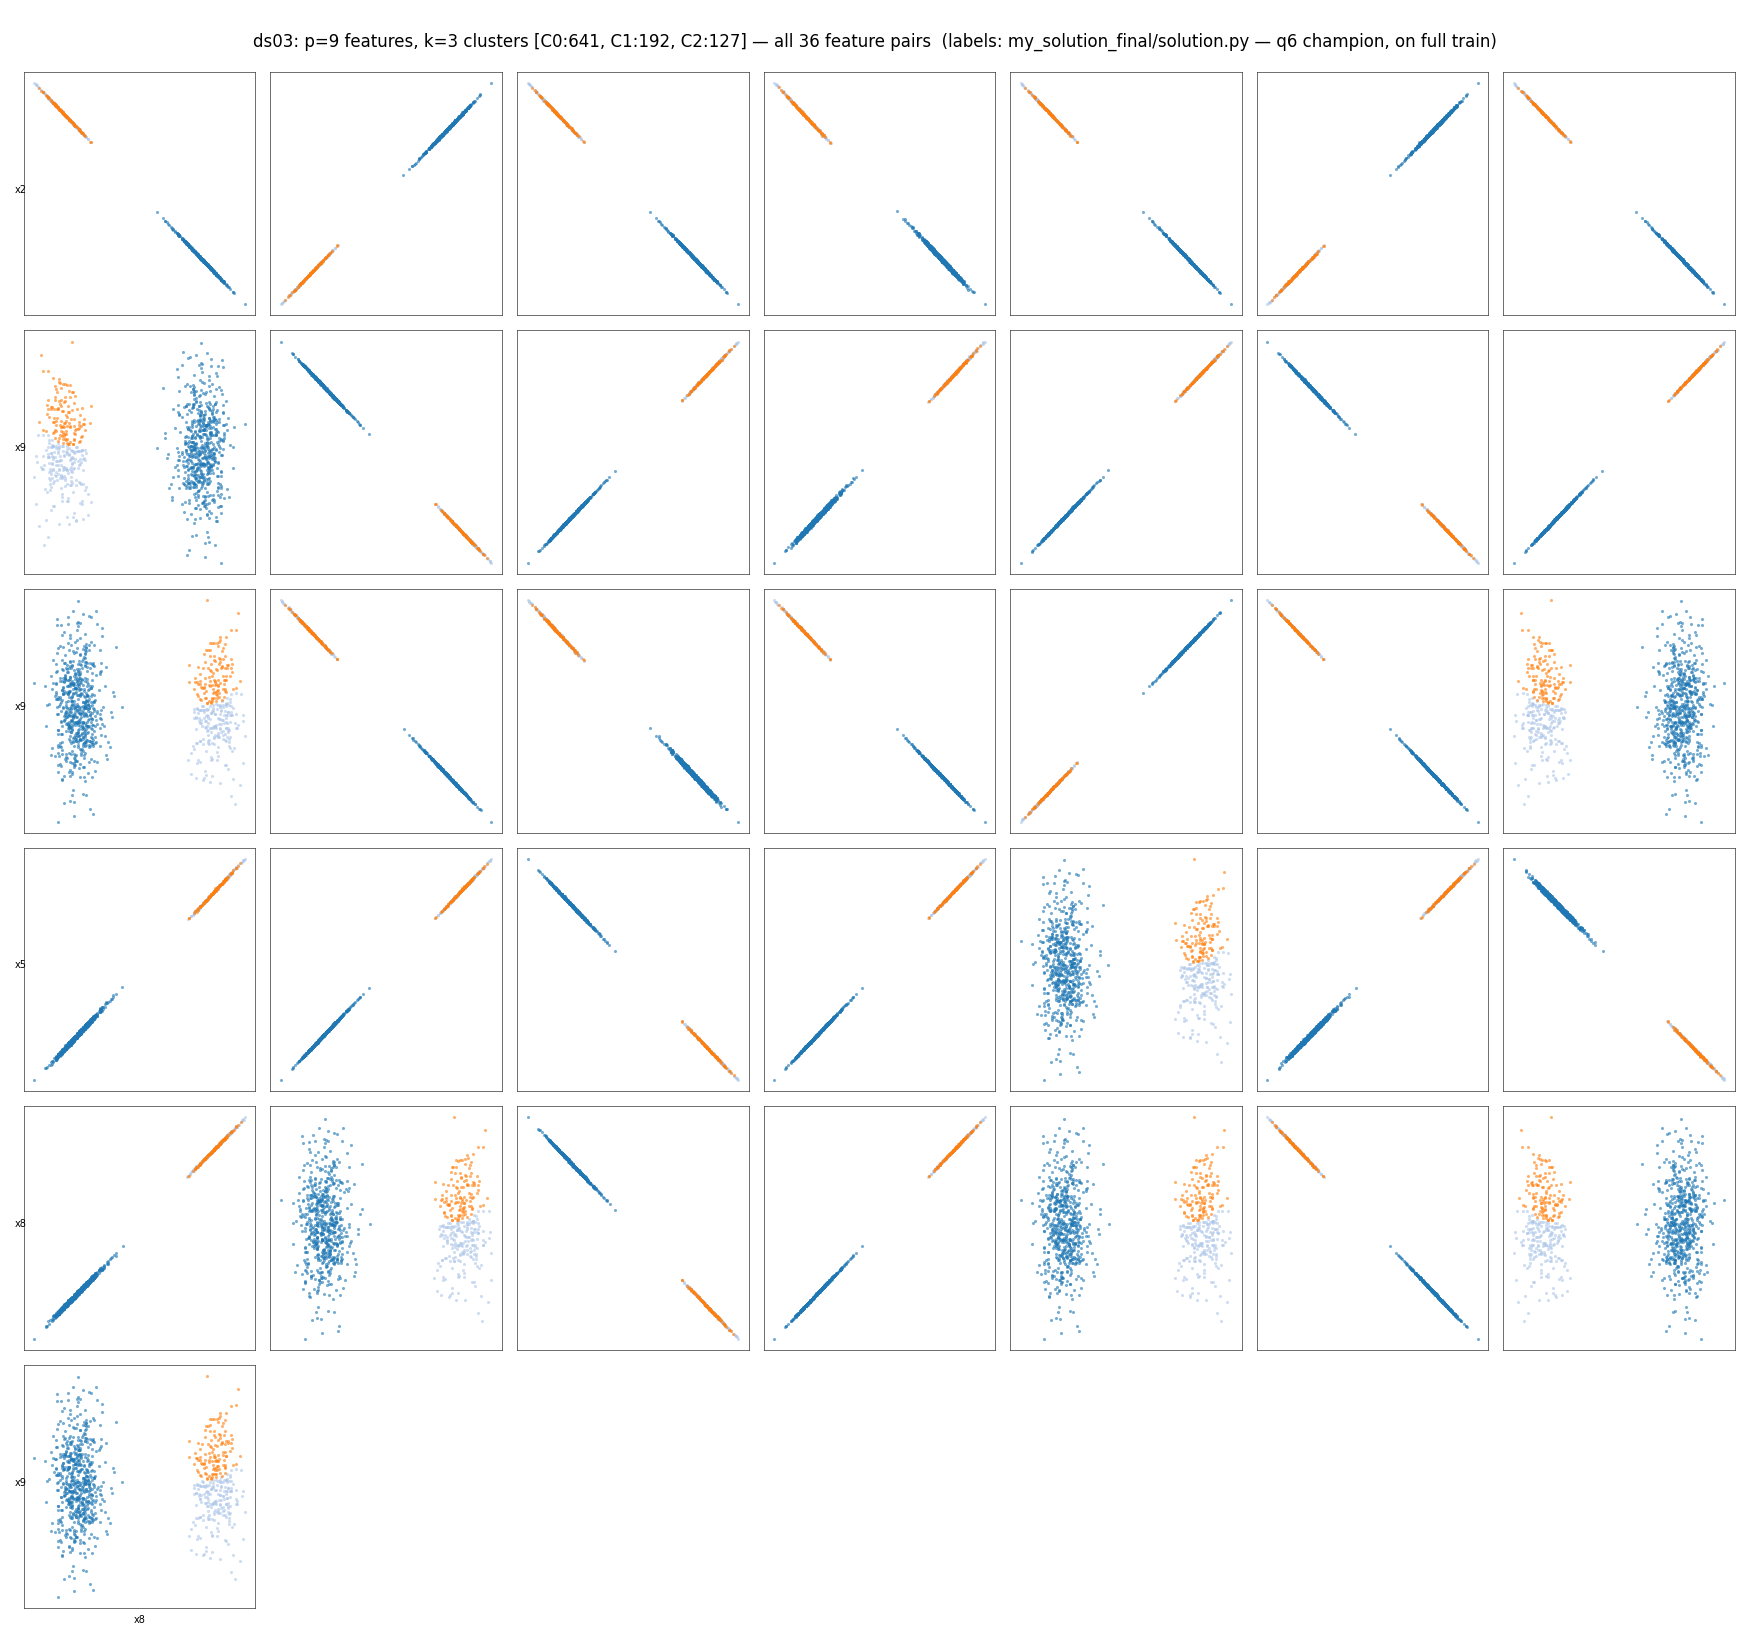 ds03: p=9 features, k=3 clusters [C0:641, C1:192, C2:127] — all 36 feature pairs (labels: my_solution_final/solution.py — q6 champion, on full train)
x2
x9
x9
x5
x8
x9
x8